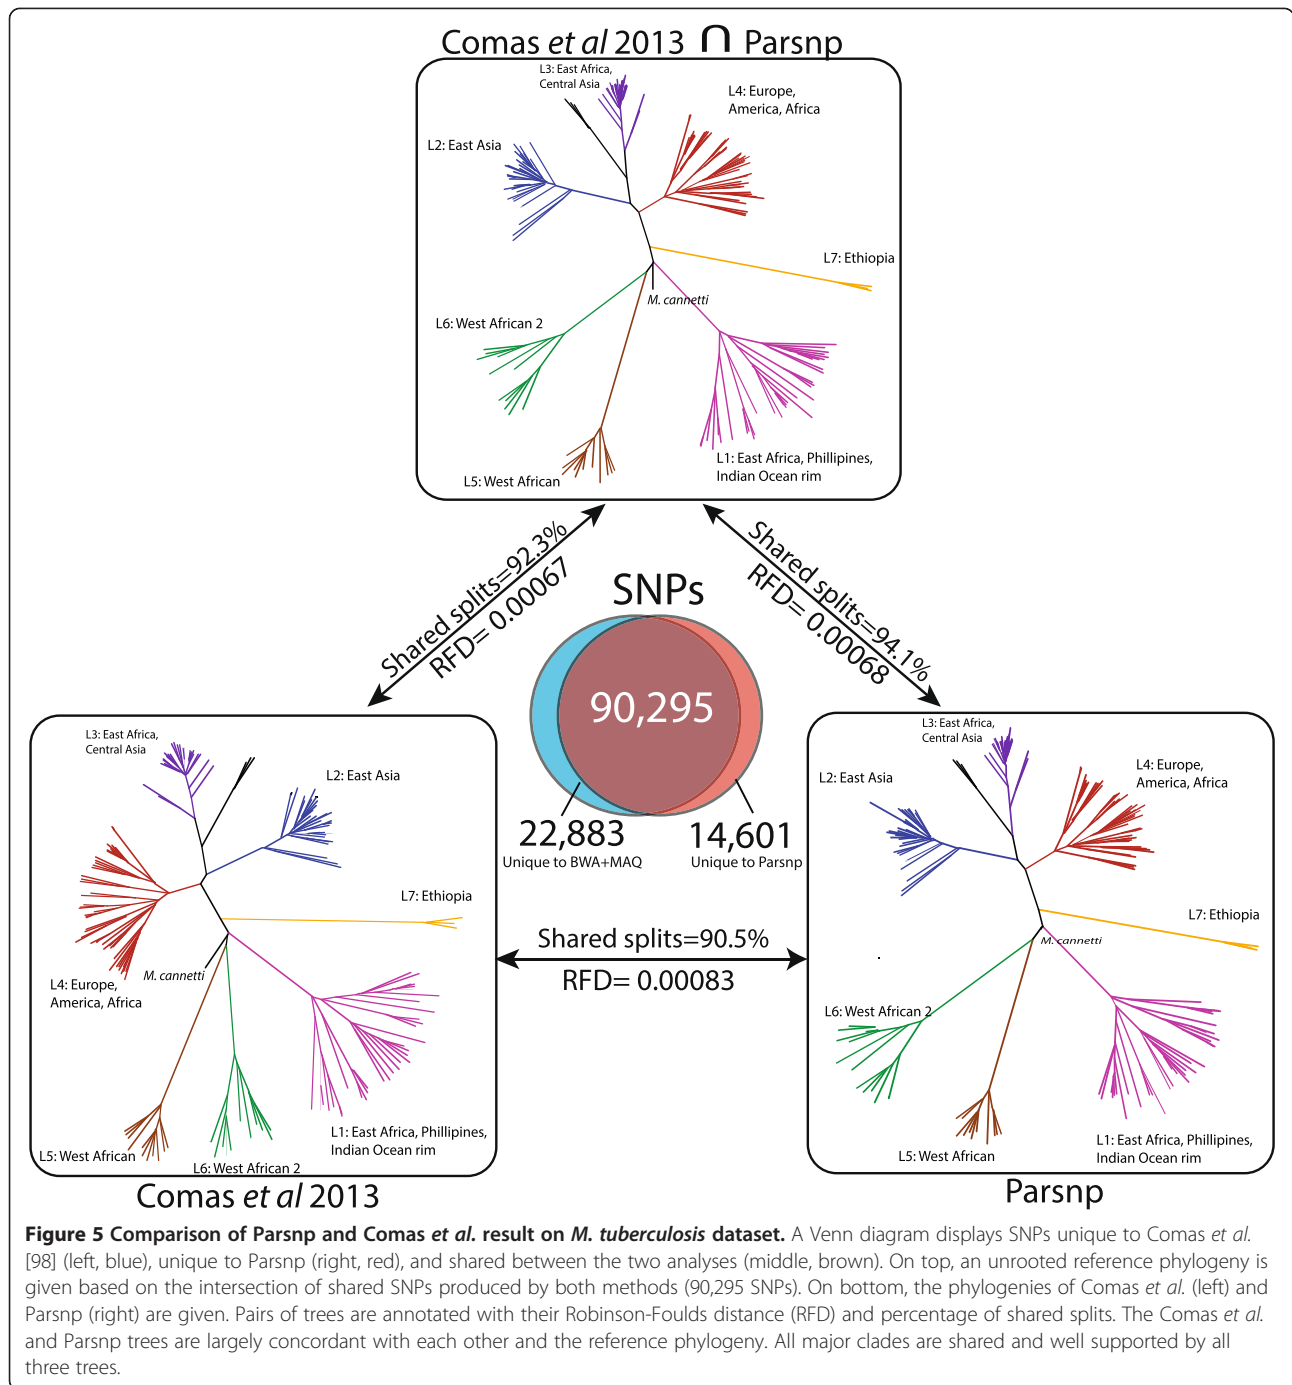 Comas et al 2013 ∩ Parsnp
L3: East Africa,
Central Asia
L4: Europe,
America, Africa
L2: East Asia
L7: Ethiopia
M. cannetti
L6: West African 2
L1: East Africa, Phillipines,
Indian Ocean rim
L5: West African
Shared splits=92.3%
RFD= 0.00067
Shared splits=94.1%
RFD= 0.00068
SNPs
90,295
22,883
Unique to BWA+MAQ
14,601
Unique to Parsnp
Shared splits=90.5%
RFD= 0.00083
L3: East Africa,
Central Asia
L2: East Asia
L7: Ethiopia
M. cannetti
L4: Europe,
America, Africa
L1: East Africa, Phillipines,
Indian Ocean rim
L5: West African
L6: West African 2
Comas et al 2013
L3: East Africa,
Central Asia
L4: Europe,
America, Africa
L2: East Asia
L7: Ethiopia
M. cannetti
L6: West African 2
L1: East Africa, Phillipines,
Indian Ocean rim
L5: West African
Parsnp
Figure 5 Comparison of Parsnp and Comas et al. result on M. tuberculosis dataset. A Venn diagram displays SNPs unique to Comas et al.
[98] (left, blue), unique to Parsnp (right, red), and shared between the two analyses (middle, brown). On top, an unrooted reference phylogeny is
given based on the intersection of shared SNPs produced by both methods (90,295 SNPs). On bottom, the phylogenies of Comas et al. (left) and
Parsnp (right) are given. Pairs of trees are annotated with their Robinson-Foulds distance (RFD) and percentage of shared splits. The Comas et al.
and Parsnp trees are largely concordant with each other and the reference phylogeny. All major clades are shared and well supported by all
three trees.